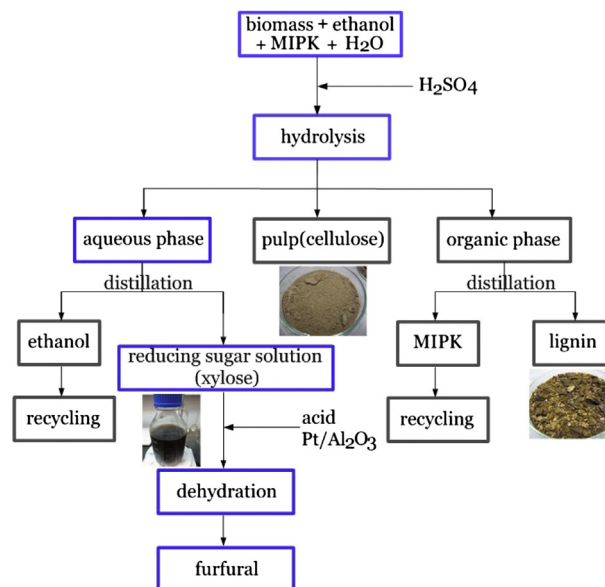 biomass + ethanol
+ MIPK + H2O
H₂SO4
hydrolysis
aqueous phase
pulp(cellulose)
organic phase
distillation
distillation
ethanol
reducing sugar solution
(xylose)
MIPK
lignin
recycling
recycling
acid
Pt/Al₂O₃
dehydration
furfural